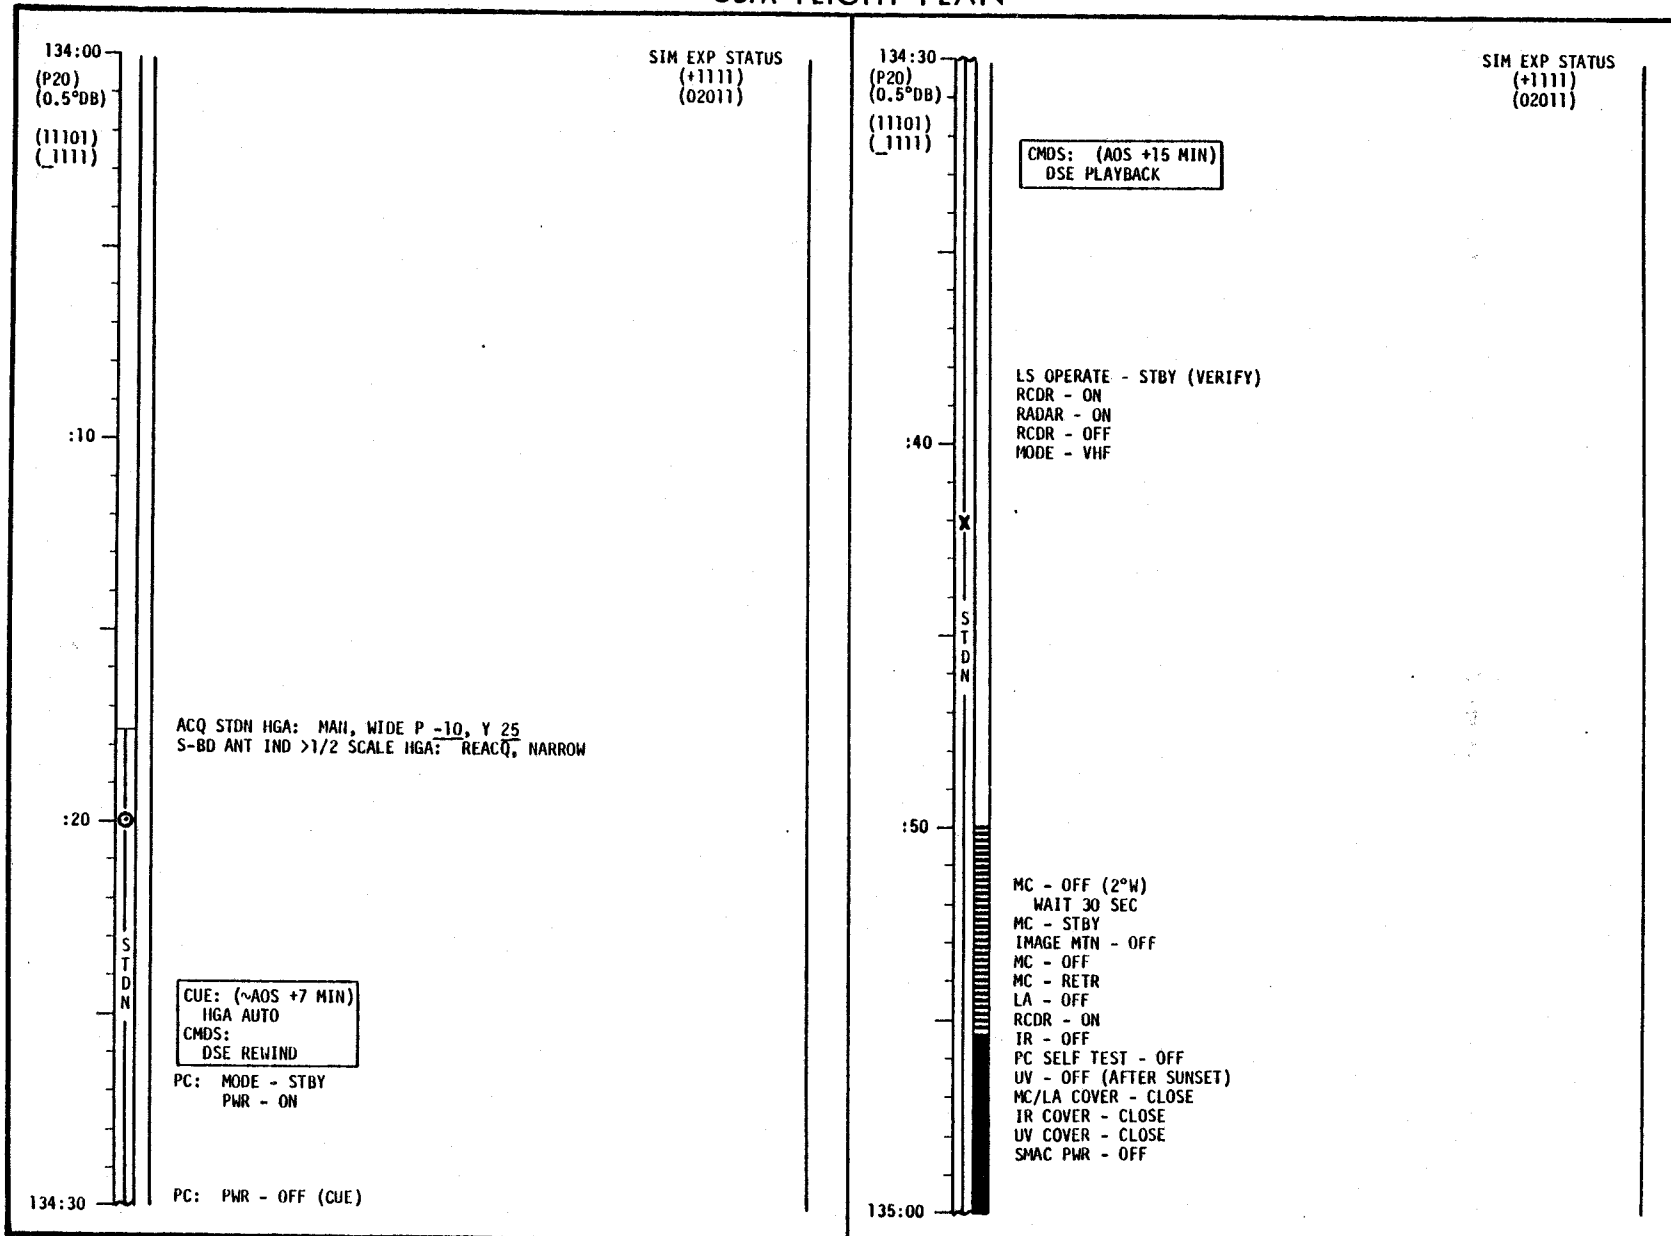 CSM FLIGHT PLAN
134:00
(P20)
(0.5°DB)
(11101)
(_1111)
SIM EXP STATUS
(+1111)
(02011)
:10
ACQ STDN HGA: MAN, WIDE P -10, Y 25
S-BD ANT IND >1/2 SCALE HGA: REACQ, NARROW
:20
STDN
CUE: (~AOS +7 MIN)
HGA AUTO
CMDS:
DSE REWIND
PC: MODE - STBY
PWR - ON
PC: PWR - OFF (CUE)
134:30
134:30
(P20)
(0.5°DB)
(11101)
(_1111)
SIM EXP STATUS
(+1111)
(02011)
CMDS: (AOS +15 MIN)
DSE PLAYBACK
LS OPERATE - STBY (VERIFY)
RCDR - ON
RADAR - ON
RCDR - OFF
MODE - VHF
:40
X
STDN
:50
MC - OFF (2°W)
WAIT 30 SEC
MC - STBY
IMAGE MTN - OFF
MC - OFF
MC - RETR
LA - OFF
RCDR - ON
IR - OFF
PC SELF TEST - OFF
UV - OFF (AFTER SUNSET)
MC/LA COVER - CLOSE
IR COVER - CLOSE
UV COVER - CLOSE
SMAC PWR - OFF
135:00